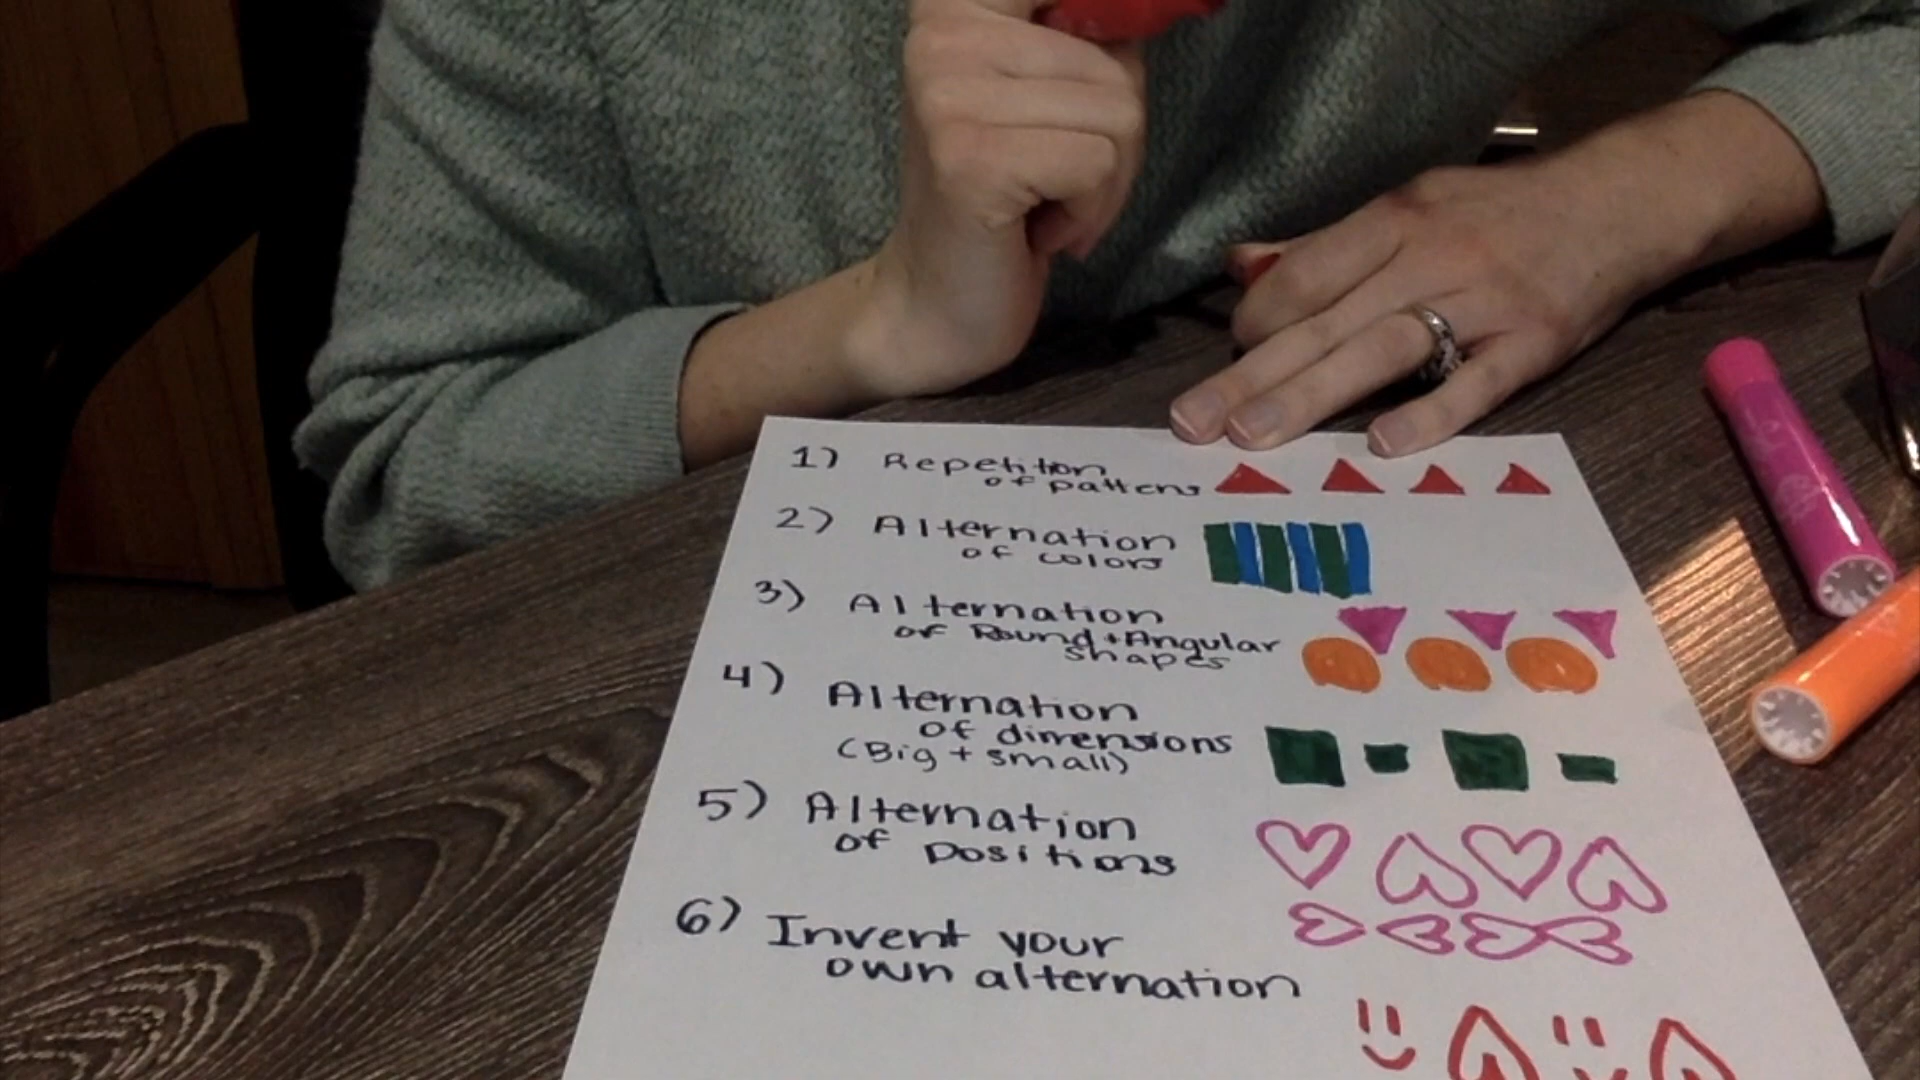 1) Repetition
of pattens
2) Alternation
of colors
3) Alternation
of Round + Angular
shapes
4) Alternation
of dimensions
(Big + small)
5) Alternation
of Positions
6) Invent your
own alternation